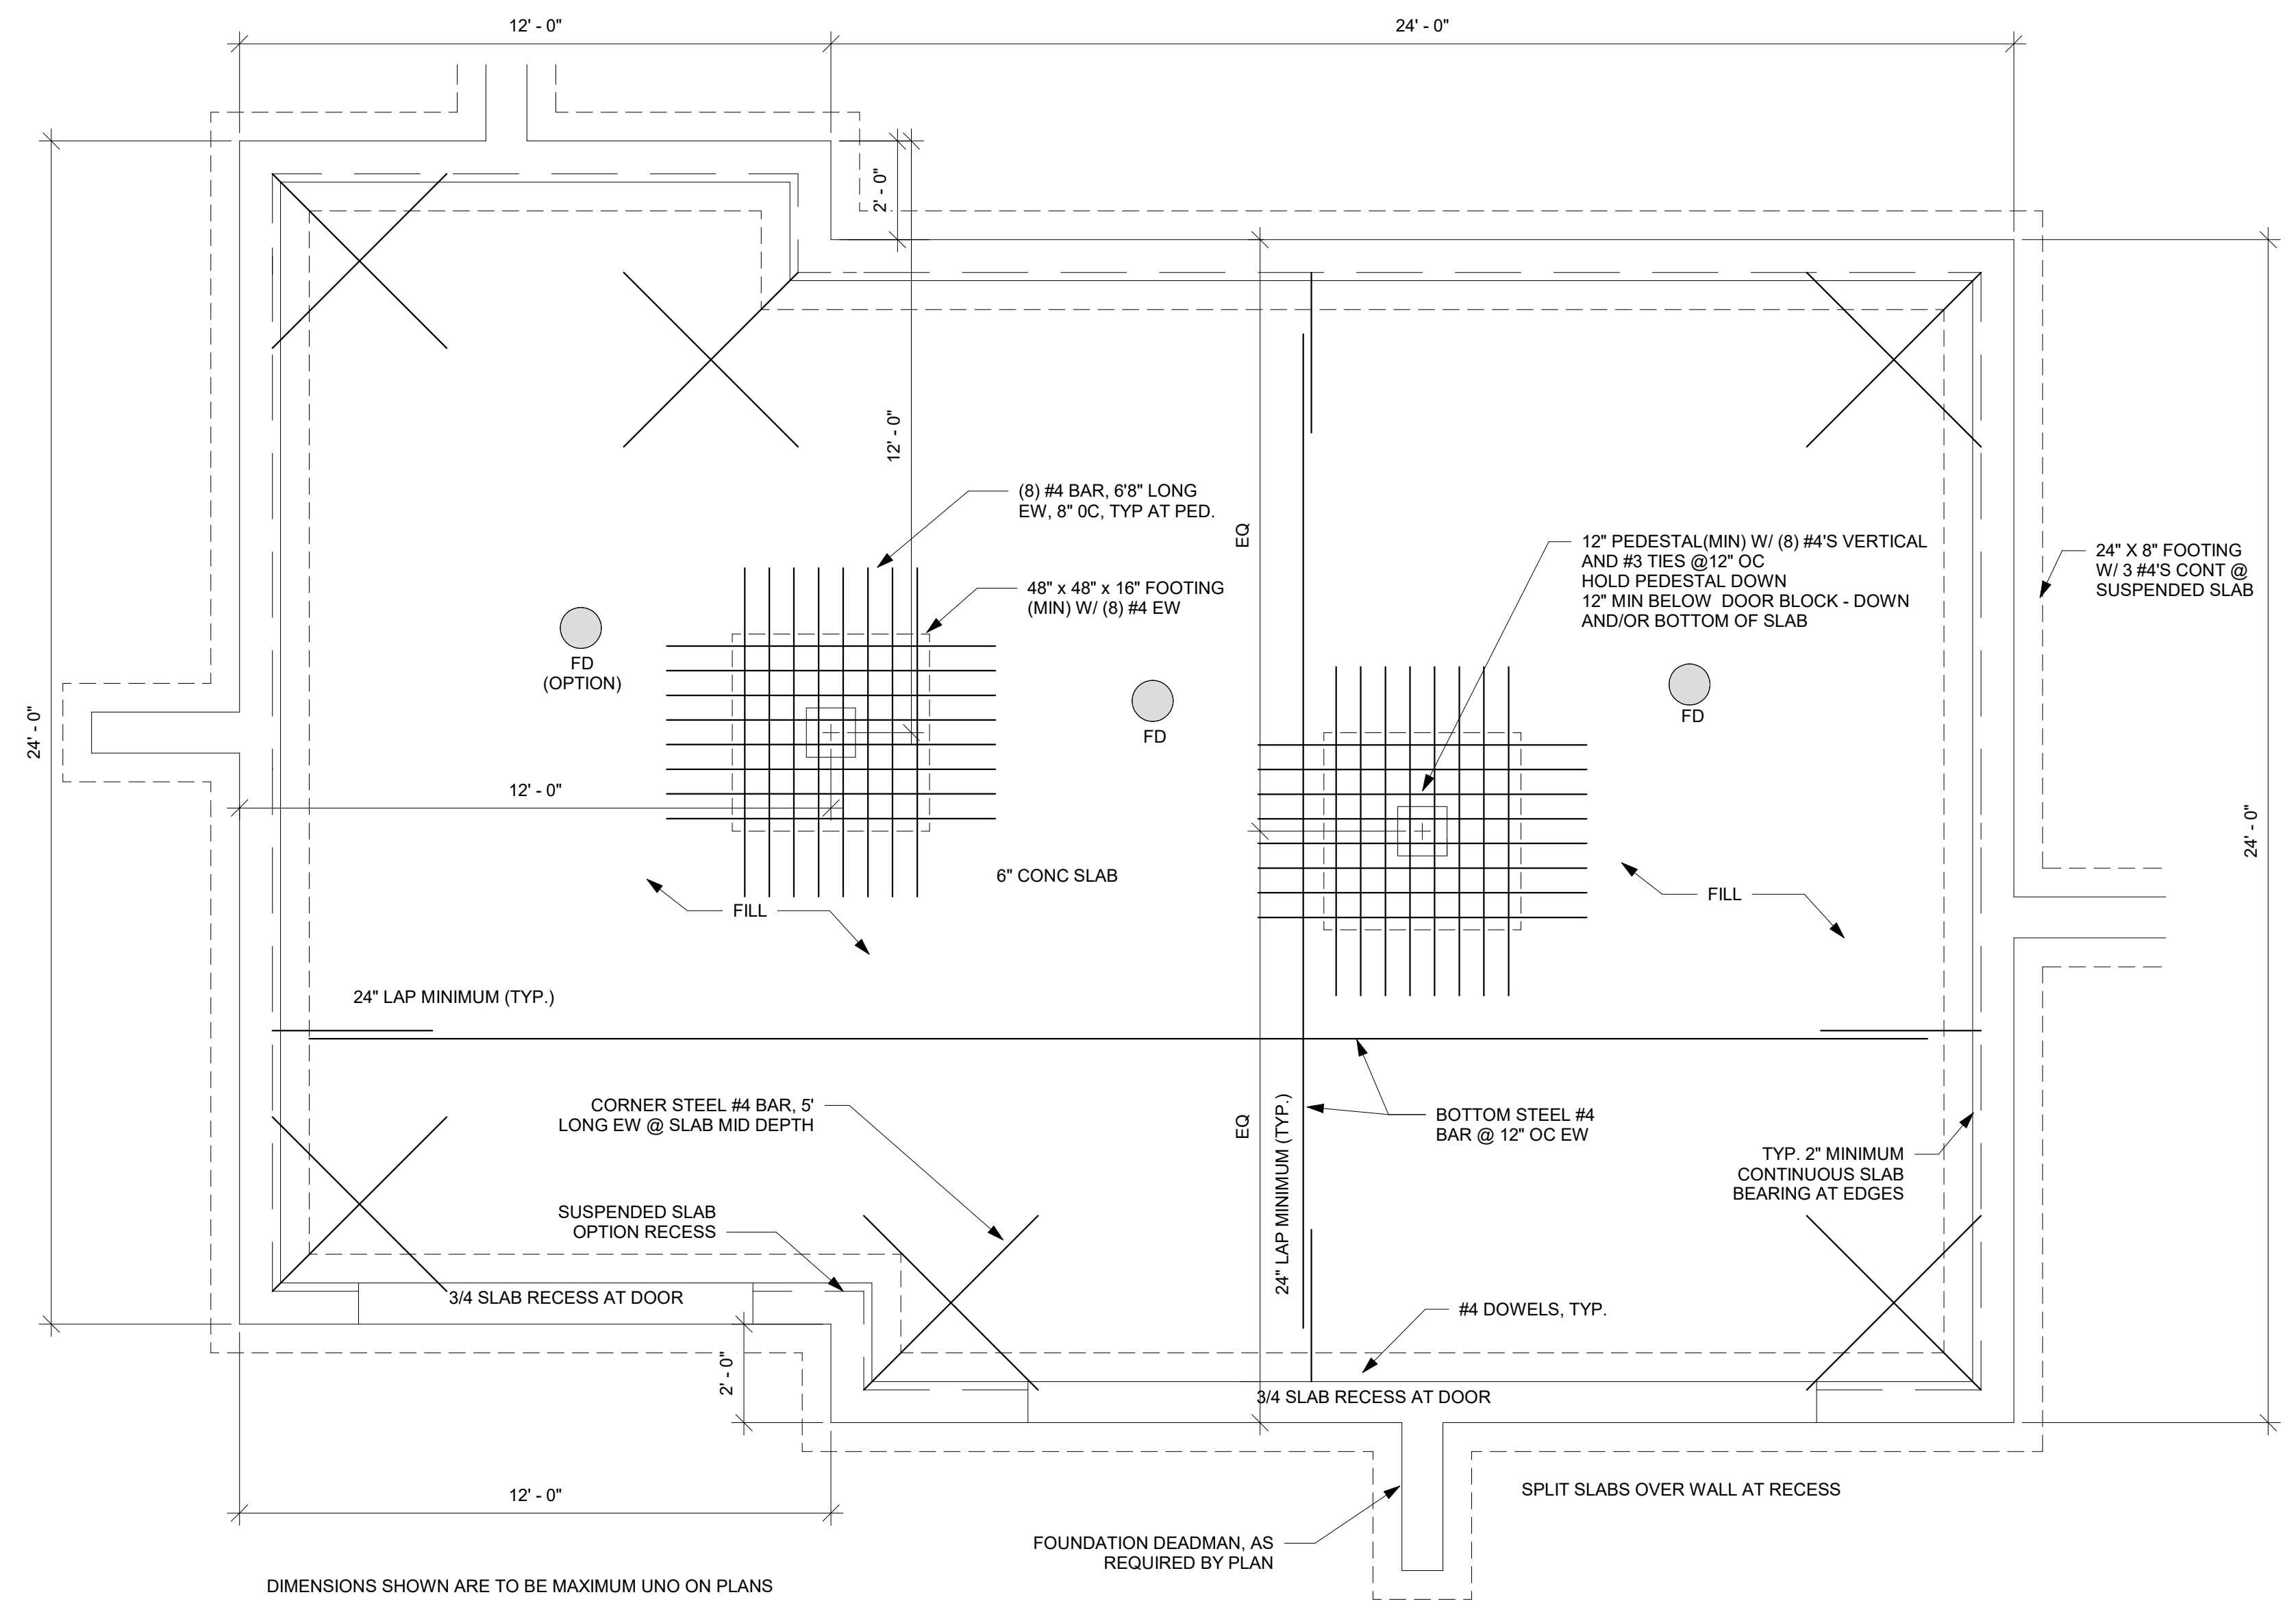 12' - 0"
24' - 0"
2' - 0"
12' - 0"
(8) #4 BAR, 6'8" LONG
EW, 8" 0C, TYP AT PED.
EQ
12" PEDESTAL(MIN) W/ (8) #4'S VERTICAL
AND #3 TIES @12" OC
HOLD PEDESTAL DOWN
12" MIN BELOW DOOR BLOCK - DOWN
AND/OR BOTTOM OF SLAB
24" X 8" FOOTING
W/ 3 #4'S CONT @
SUSPENDED SLAB
48" x 48" x 16" FOOTING
(MIN) W/ (8) #4 EW
FD
(OPTION)
FD
FD
24' - 0"
12' - 0"
24' - 0"
6" CONC SLAB
FILL
FILL
24" LAP MINIMUM (TYP.)
CORNER STEEL #4 BAR, 5'
LONG EW @ SLAB MID DEPTH
EQ
24" LAP MINIMUM (TYP.)
BOTTOM STEEL #4
BAR @ 12" OC EW
TYP. 2" MINIMUM
CONTINUOUS SLAB
BEARING AT EDGES
SUSPENDED SLAB
OPTION RECESS
3/4 SLAB RECESS AT DOOR
#4 DOWELS, TYP.
2' - 0"
3/4 SLAB RECESS AT DOOR
12' - 0"
SPLIT SLABS OVER WALL AT RECESS
FOUNDATION DEADMAN, AS
REQUIRED BY PLAN
DIMENSIONS SHOWN ARE TO BE MAXIMUM UNO ON PLANS